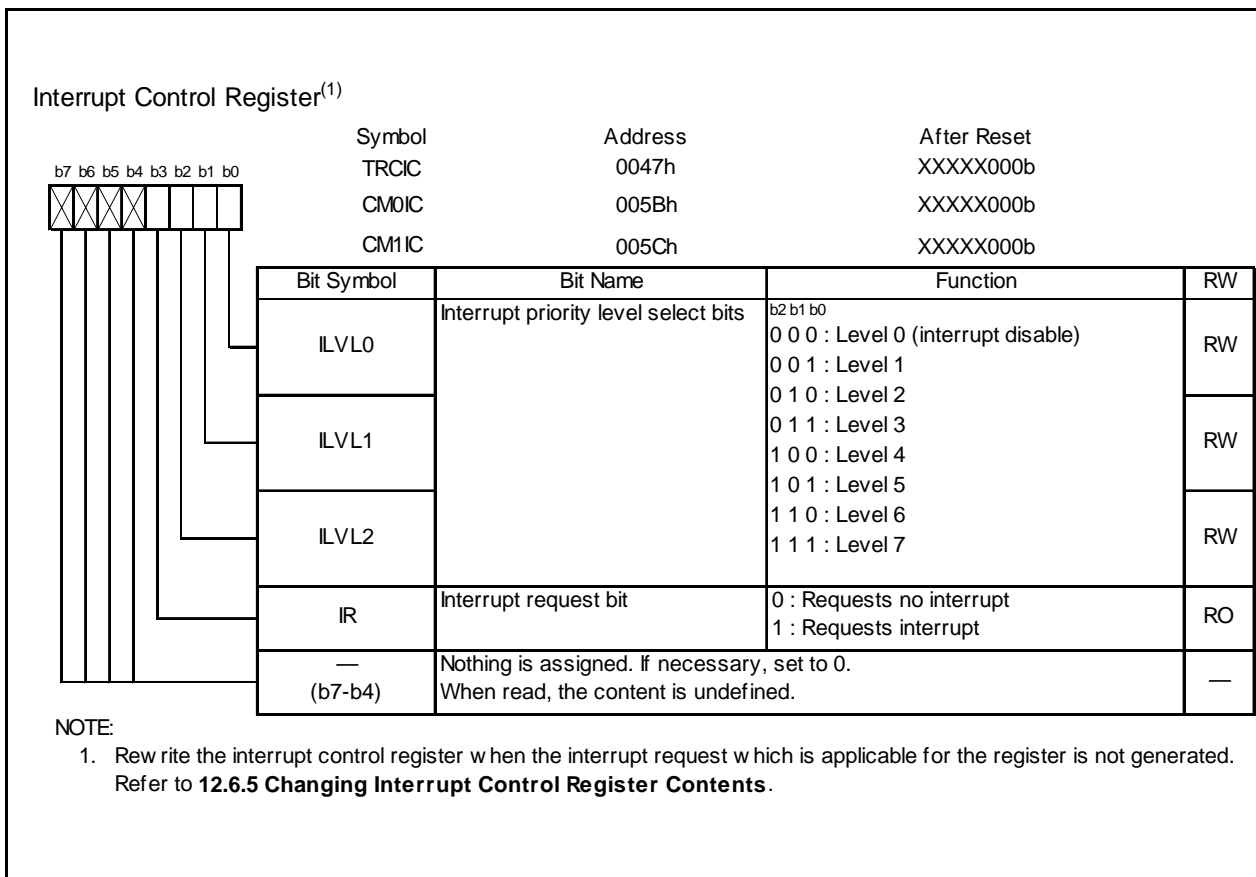 Interrupt Control Register(1)
Symbol Address After Reset
b7 b6 b5 b4 b3 b2 b1 b0
TRCIC 0047h XXXXX000b
CM0IC 005Bh XXXXX000b
CM1IC 005Ch XXXXX000b
Bit Symbol Bit Name Function RW
ILVL0 Interrupt priority level select bits b2 b1 b0
0 0 0 : Level 0 (interrupt disable) RW
0 0 1 : Level 1
0 1 0 : Level 2
ILVL1 0 1 1 : Level 3 RW
1 0 0 : Level 4
1 0 1 : Level 5
ILVL2 1 1 0 : Level 6 RW
1 1 1 : Level 7
IR Interrupt request bit 0 : Requests no interrupt RO
1 : Requests interrupt
— Nothing is assigned. If necessary, set to 0. —
(b7-b4) When read, the content is undefined.
NOTE:
1. Rew rite the interrupt control register w hen the interrupt request w hich is applicable for the register is not generated.
Refer to 12.6.5 Changing Interrupt Control Register Contents.